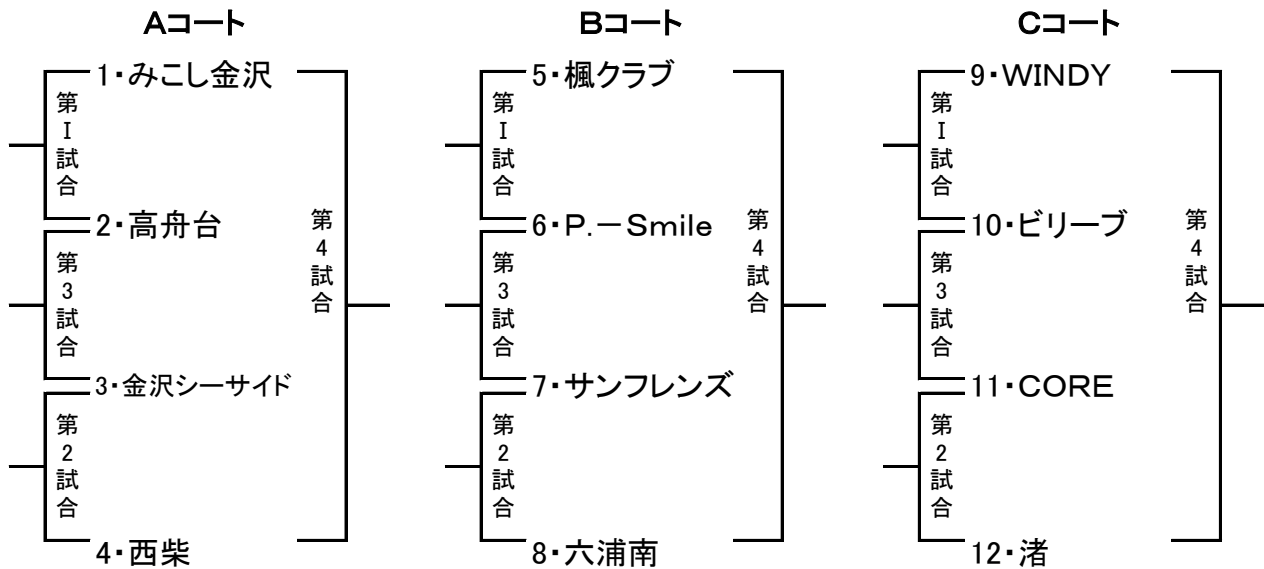 Aコート
1・みこし金沢
第I試合
2・高舟台
第3試合
第4試合
3・金沢シーサイド
第2試合
4・西柴
Bコート
5・楓クラブ
第I試合
6・P.－Smile
第3試合
第4試合
7・サンフレンズ
第2試合
8・六浦南
Cコート
9・WINDY
第I試合
10・ビリーブ
第3試合
第4試合
11・CORE
第2試合
12・渚